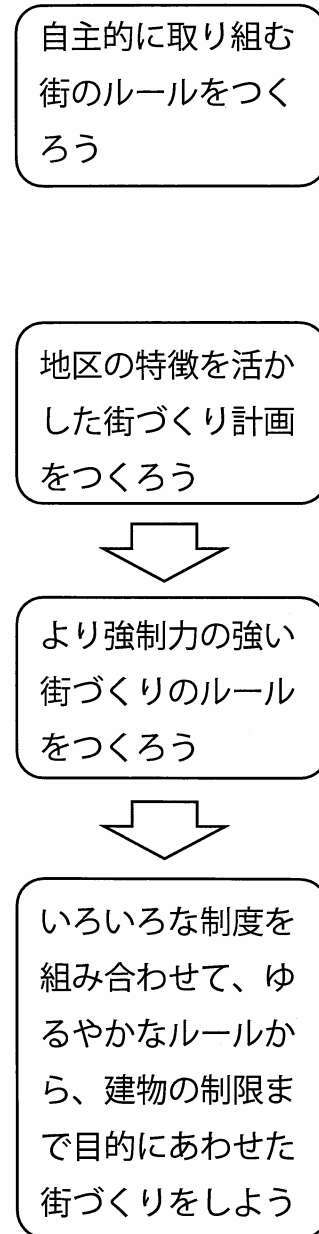 自主的に取り組む
街のルールをつく
ろう
地区の特徴を活か
した街づくり計画
をつくろう
より強制力の強い
街づくりのルール
をつくろう
いろいろな制度を
組み合わせて、ゆ
るやかなルールか
ら、建物の制限ま
で目的にあわせた
街づくりをしよう